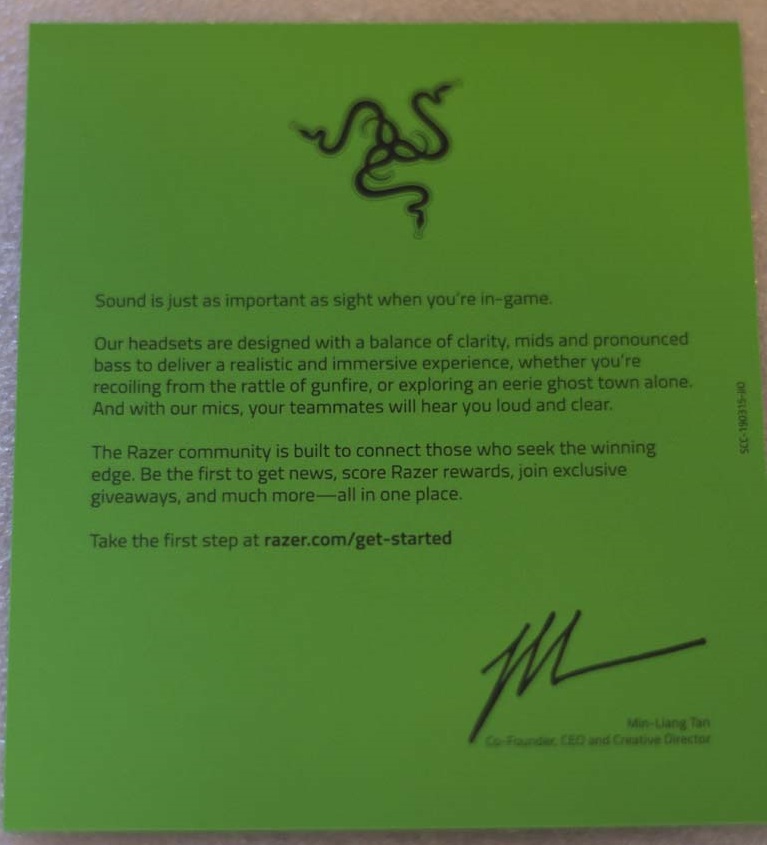 Sound is just as important as sight when you're in-game.
Our headsets are designed with a balance of clarity, mids and pronounced
bass to deliver a realistic and immersive experience, whether you're
recoiling from the rattle of gunfire, or exploring an eerie ghost town alone.
And with our mics, your teammates will hear you loud and clear.
The Razer community is built to connect those who seek the winning
edge. Be the first to get news, score Razer rewards, join exclusive
giveaways, and much more—all in one place.
Take the first step at razer.com/get-started
Min-Liang Tan
Co-Founder, CEO and Creative Director